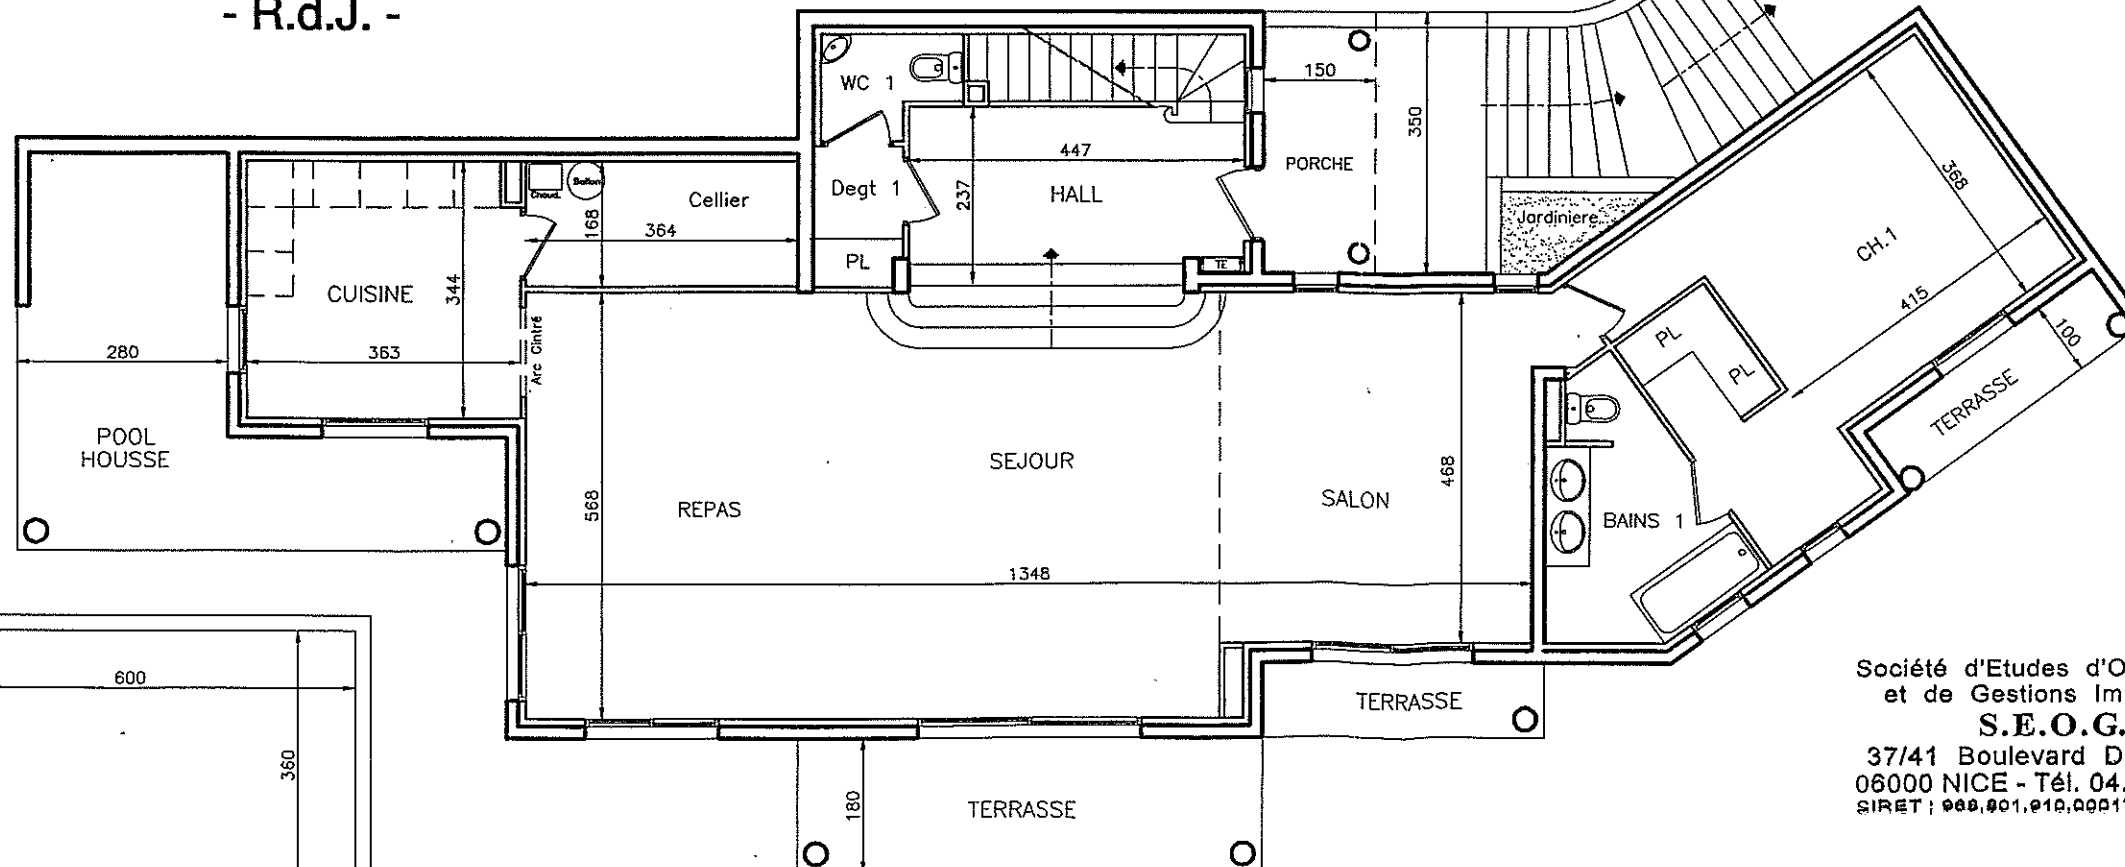 - R.d.J. -
WC 1
150
350
PORCHE
447
237
HALL
Degt 1
PL
TE
Jardiniere
368
CH.1
415
100
PL
PL
TERRASSE
Chaud.
Ballon
Cellier
168
364
CUISINE
344
363
Arc Cintré
280
POOL
HOUSSE
SEJOUR
REPAS
568
SALON
468
BAINS 1
1348
600
360
TERRASSE
180
TERRASSE
Société d'Etudes d'O
et de Gestions Im
S.E.O.G.
37/41 Boulevard D
06000 NICE - Tél. 04.